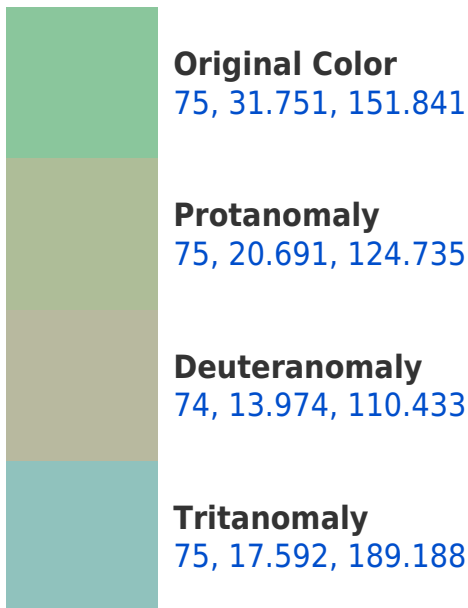 Original Color
75, 31.751, 151.841
Protanomaly
75, 20.691, 124.735
Deuteranomaly
74, 13.974, 110.433
Tritanomaly
75, 17.592, 189.188